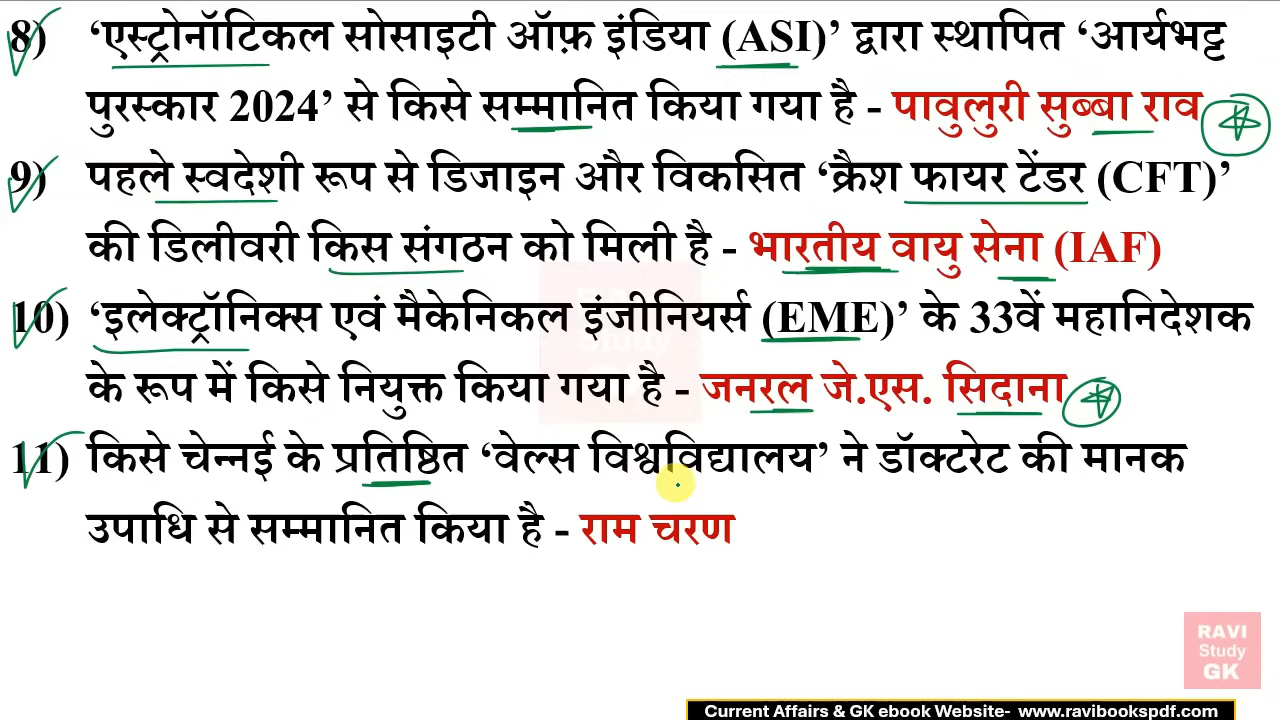 8) ‘एस्ट्रोनॉटिकल सोसाइटी ऑफ़ इंडिया (ASI)’ द्वारा स्थापित ‘आर्यभट्ट
पुरस्कार 2024’ से किसे सम्मानित किया गया है - पावुलुरी सुब्बा राव
9) पहले स्वदेशी रूप से डिजाइन और विकसित ‘क्रैश फायर टेंडर (CFT)’
की डिलीवरी किस संगठन को मिली है - भारतीय वायु सेना (IAF)
10) ‘इलेक्ट्रॉनिक्स एवं मैकेनिकल इंजीनियर्स (EME)’ के 33वें महानिदेशक
के रूप में किसे नियुक्त किया गया है - जनरल जे.एस. सिदाना
11) किसे चेन्नई के प्रतिष्ठित ‘वेल्स विश्वविद्यालय’ ने डॉक्टरेट की मानक
उपाधि से सम्मानित किया है - राम चरण
RAVI
Study
GK
Current Affairs & GK ebook Website- www.ravibookspdf.com